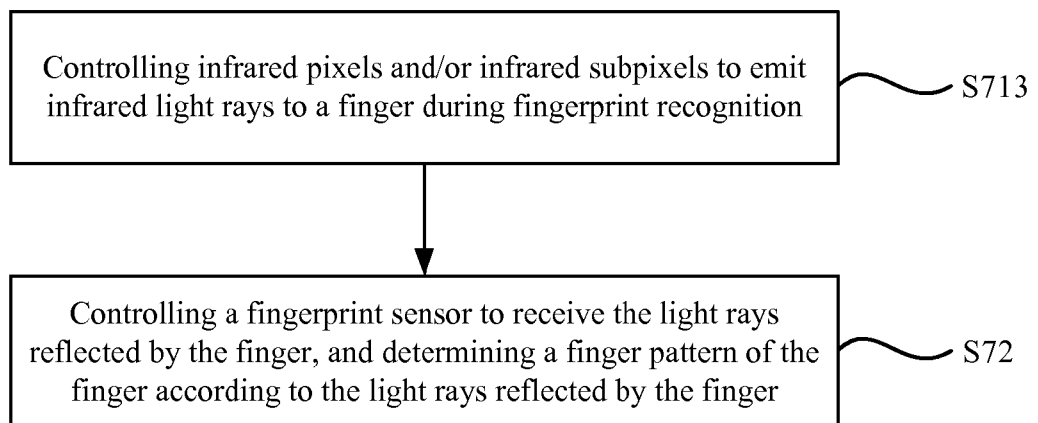 Controlling infrared pixels and/or infrared subpixels to emit
infrared light rays to a finger during fingerprint recognition
S713
Controlling a fingerprint sensor to receive the light rays
reflected by the finger, and determining a finger pattern of the
finger according to the light rays reflected by the finger
S72